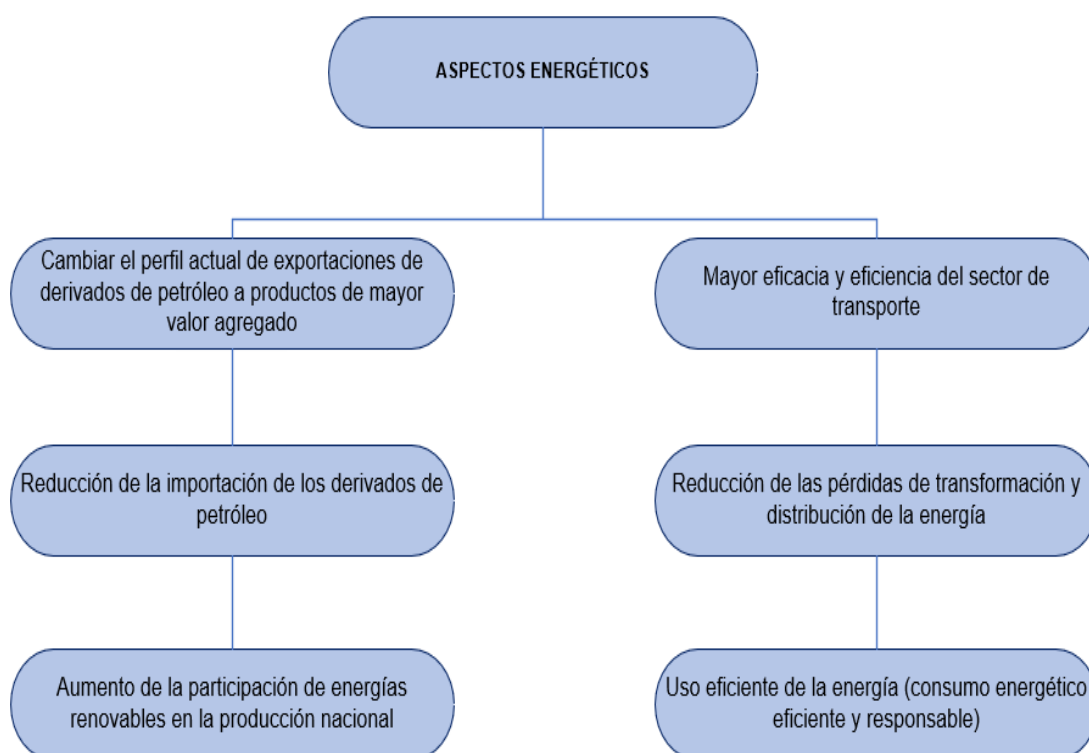 ASPECTOS ENERGÉTICOS
Cambiar el perfil actual de exportaciones de
derivados de petróleo a productos de mayor
valor agregado
Mayor eficacia y eficiencia del sector de
transporte
Reducción de la importación de los derivados de
petróleo
Reducción de las pérdidas de transformación y
distribución de la energía
Aumento de la participación de energías
renovables en la producción nacional
Uso eficiente de la energía (consumo energético
eficiente y responsable)